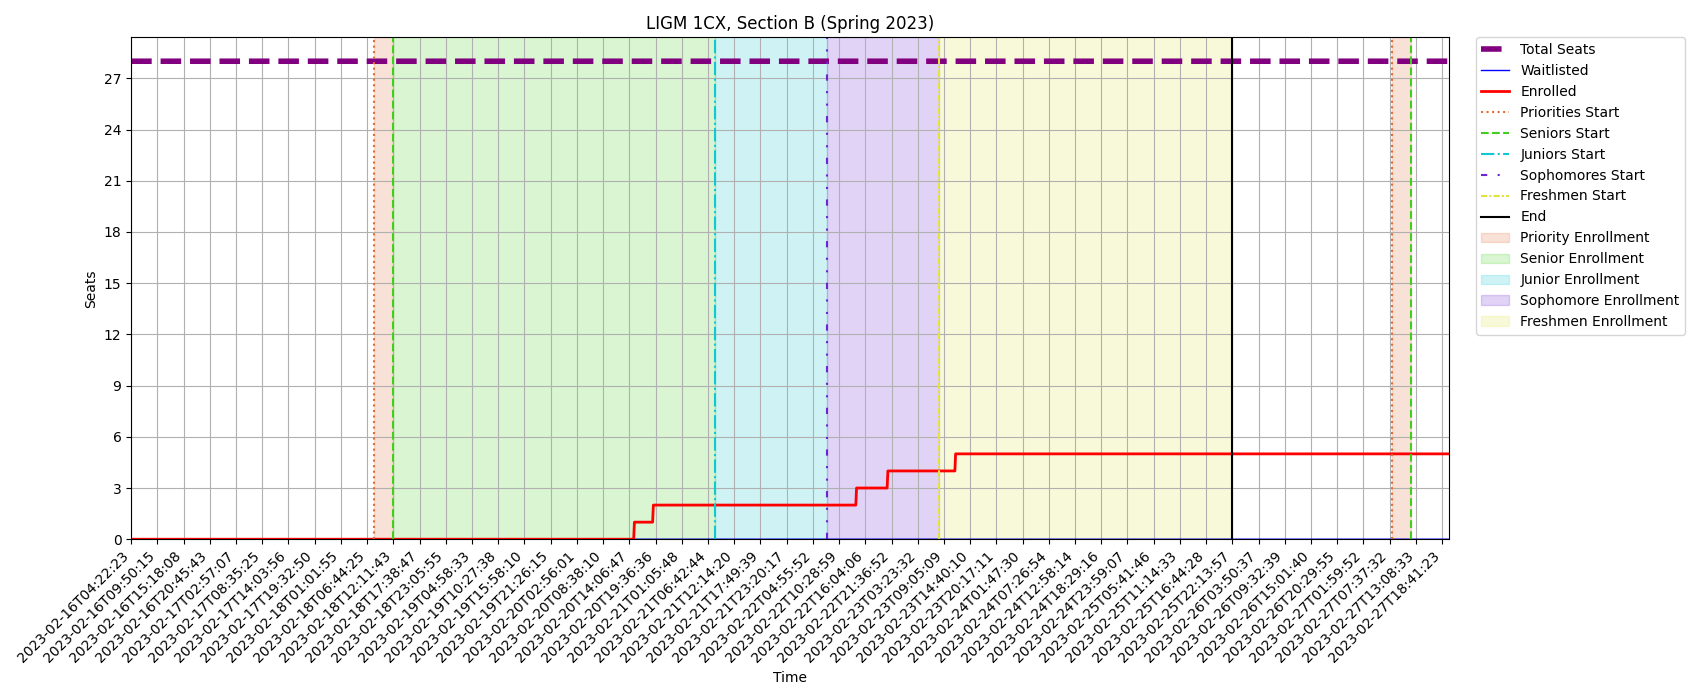 LIGM 1CX, Section B (Spring 2023)
Total Seats
Waitlisted
Enrolled
Priorities Start
Seniors Start
Juniors Start
Sophomores Start
Freshmen Start
End
Priority Enrollment
Senior Enrollment
Junior Enrollment
Sophomore Enrollment
Freshmen Enrollment
Seats
27
24
21
18
15
12
9
6
3
0
2023-02-16T04:22:23
2023-02-16T09:50:15
2023-02-16T15:18:08
2023-02-16T20:45:43
2023-02-17T02:57:07
2023-02-17T08:35:25
2023-02-17T14:03:56
2023-02-17T19:32:50
2023-02-18T01:01:55
2023-02-18T06:44:25
2023-02-18T12:11:43
2023-02-18T17:38:47
2023-02-18T23:05:55
2023-02-19T04:58:33
2023-02-19T10:27:38
2023-02-19T15:58:10
2023-02-19T21:26:15
2023-02-20T02:56:01
2023-02-20T08:38:10
2023-02-20T14:06:47
2023-02-20T19:36:36
2023-02-21T01:05:48
2023-02-21T06:42:44
2023-02-21T12:14:20
2023-02-21T17:49:39
2023-02-21T23:20:17
2023-02-22T04:55:52
2023-02-22T10:28:59
2023-02-22T16:04:06
2023-02-22T21:36:52
2023-02-23T03:23:32
2023-02-23T09:05:09
2023-02-23T14:40:10
2023-02-23T20:17:11
2023-02-24T01:47:30
2023-02-24T07:26:54
2023-02-24T12:58:14
2023-02-24T18:29:16
2023-02-24T23:59:07
2023-02-25T05:41:46
2023-02-25T11:14:33
2023-02-25T16:44:28
2023-02-25T22:13:57
2023-02-26T03:50:37
2023-02-26T09:32:39
2023-02-26T15:01:40
2023-02-26T20:29:55
2023-02-27T01:59:52
2023-02-27T07:37:32
2023-02-27T13:08:33
2023-02-27T18:41:23
Time